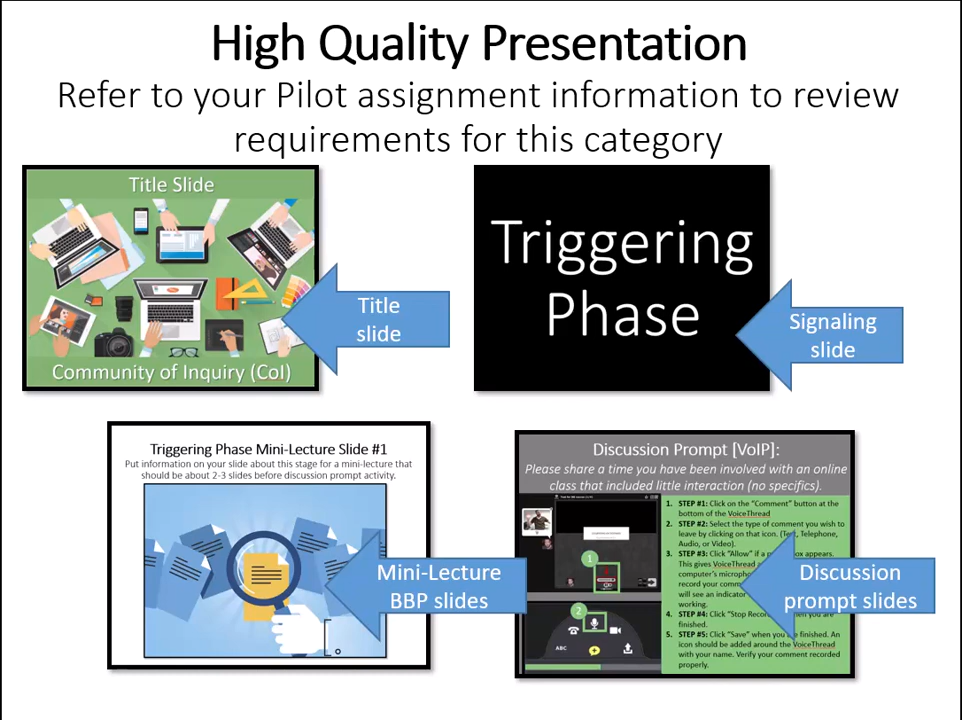 High Quality Presentation
Refer to your Pilot assignment information to review
requirements for this category
Title Slide
Community of Inquiry (CoI)
Title
slide
Triggering
Phase
Signaling
slide
Triggering Phase Mini-Lecture Slide #1
Put information on your slide about this stage for a mini-lecture that
should be about 2-3 slides before discussion prompt activity.
Mini-Lecture
BBP slides
Discussion Prompt [VoIP]:
Please share a time you have been involved with an online
class that included little interaction (no specifics).
1. STEP #1: Click on the "Comment" button at the
bottom of the VoiceThread
2. STEP #2: Select the type of comment you wish to
leave by clicking on that icon. (Text, Telephone,
Audio, or Video).
3. STEP #3: Click "Allow" if a box appears.
This gives VoiceThread
computer's
record your
will see an indicator
working.
4. STEP #4: Click "Stop when you are
finished.
5. STEP #5: Click "Save" when you are finished. An
icon should be added around the VoiceThread
with your name. Verify your comment recorded
properly.
1
2
ABC
Discussion
prompt slides